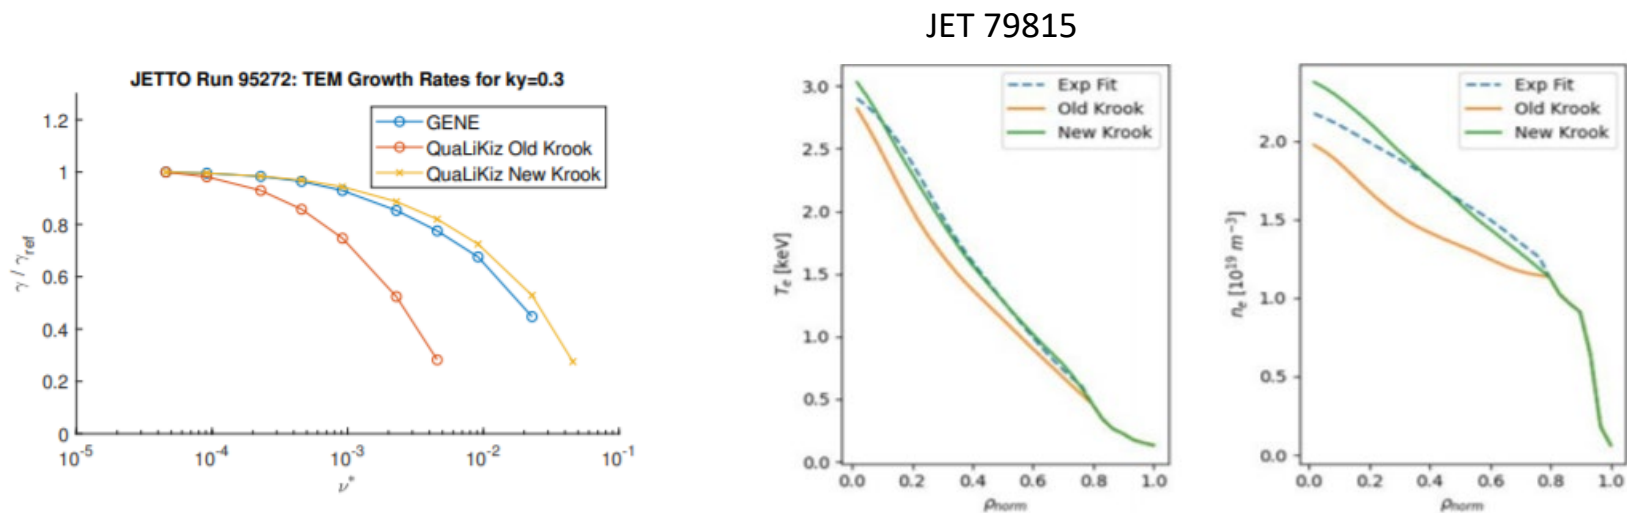 JET 79815
JETTO Run 95272: TEM Growth Rates for ky=0.3
GENE
QuaLiKiz Old Krook
QuaLiKiz New Krook
1.2
1
0.8
0.6
0.4
0.2
0
γ / γref
10-5
10-4
10-3
10-2
10-1
ν*
Exp Fit
Old Krook
New Krook
3.0
2.5
2.0
1.5
1.0
0.5
0.0
Te [keV]
0.0 0.2 0.4 0.6 0.8 1.0
ρnorm
Exp Fit
Old Krook
New Krook
2.0
1.5
1.0
0.5
0.0
ne [10¹⁹ m⁻³]
0.0 0.2 0.4 0.6 0.8 1.0
ρnorm